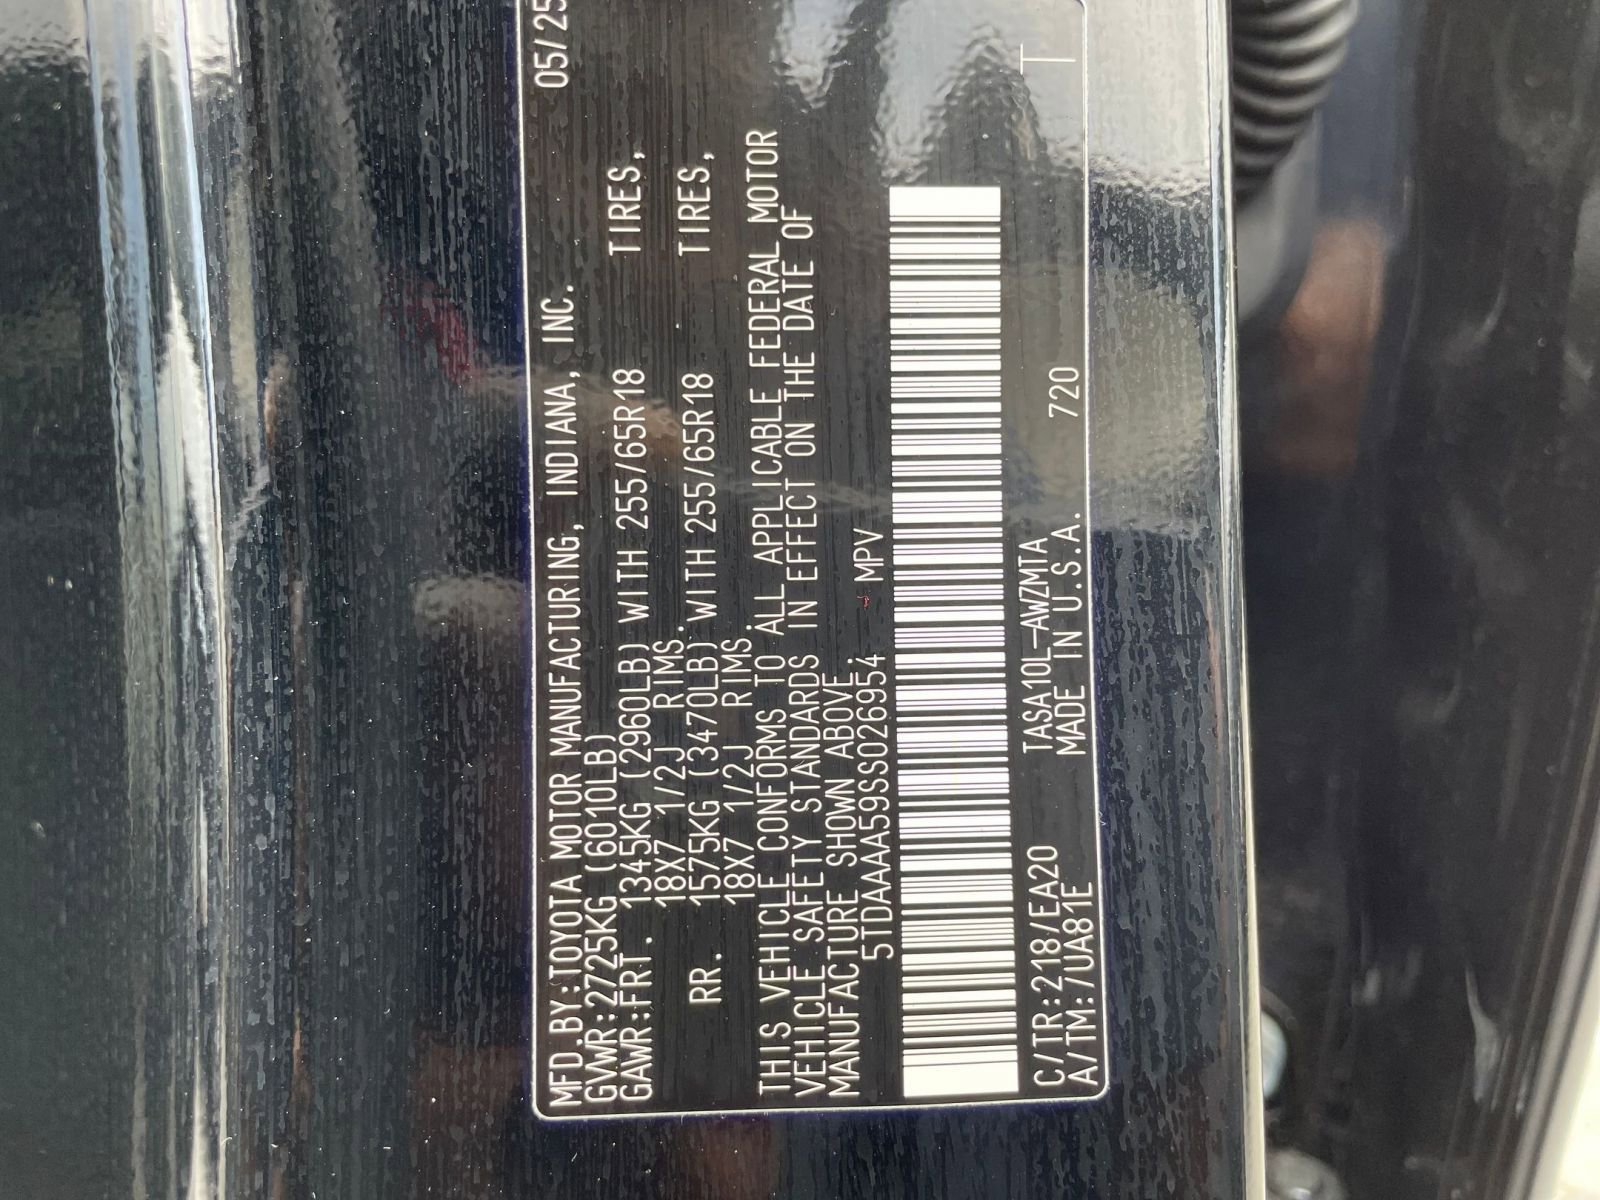 MFD.BY:TOYOTA MOTOR MANUFACTURING, INDIANA, INC. 05/25
GVWR:2725KG (6010LB)
GAWR:FRT. 1345KG (2960LB) WITH 255/65R18 TIRES,
18X7 1/2J RIMS.
RR. 1575KG (3470LB) WITH 255/65R18 TIRES,
18X7 1/2J RIMS.
THIS VEHICLE CONFORMS TO ALL APPLICABLE FEDERAL MOTOR
VEHICLE SAFETY STANDARDS IN EFFECT ON THE DATE OF
MANUFACTURE SHOWN ABOVE.
5TDAAAA59SS026954 MPV
C/TR:218/EA20 TASA10L-AWZMTA T
A/TM:7UA81E MADE IN U.S.A. 720